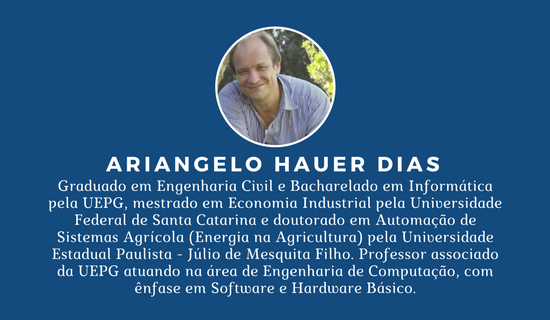 ARIANGELO HAUER DIAS
Graduado em Engenharia Civil e Bacharelado em Informática
pela UEPG, mestrado em Economia Industrial pela Universidade
Federal de Santa Catarina e doutorado em Automação de
Sistemas Agrícola (Energia na Agricultura) pela Universidade
Estadual Paulista - Júlio de Mesquita Filho. Professor associado
da UEPG atuando na área de Engenharia de Computação, com
ênfase em Software e Hardware Básico.